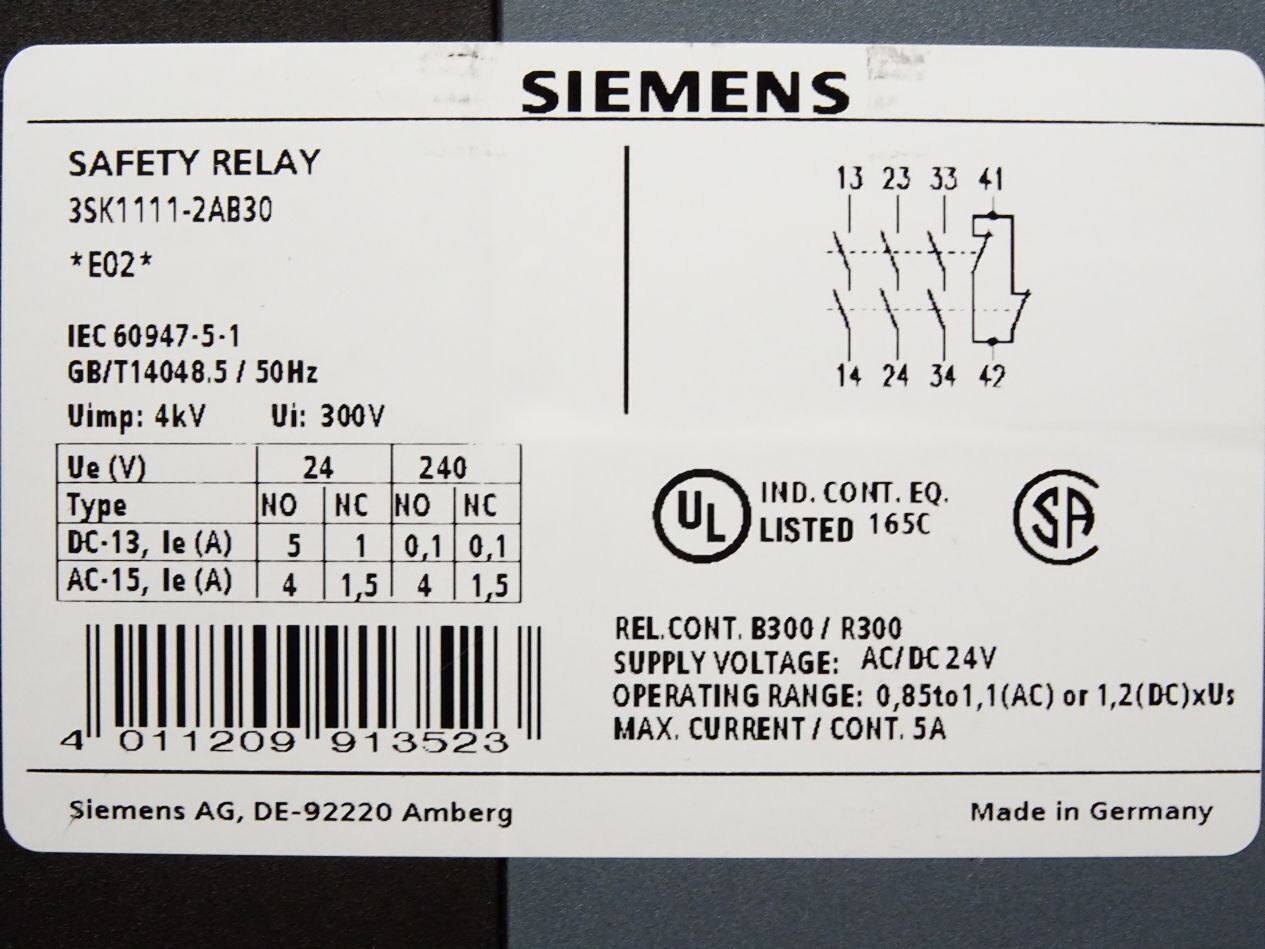 SIEMENS
SAFETY RELAY
3SK1111-2AB30
*E02*
IEC 60947-5-1
GB/T14048.5 / 50Hz
Uimp: 4kV Ui: 300V
Ue (V) 24 240
Type NO NC NO NC
DC-13, Ie (A) 5 1 0,1 0,1
AC-15, Ie (A) 4 1,5 4 1,5
4 011209 913523
13 23 33 41
14 24 34 42
UL IND. CONT. EQ.
LISTED 165C
SA
REL.CONT. B300 / R300
SUPPLY VOLTAGE: AC/DC 24V
OPERATING RANGE: 0,85to1,1(AC) or 1,2(DC)xUs
MAX. CURRENT / CONT. 5A
Siemens AG, DE-92220 Amberg
Made in Germany